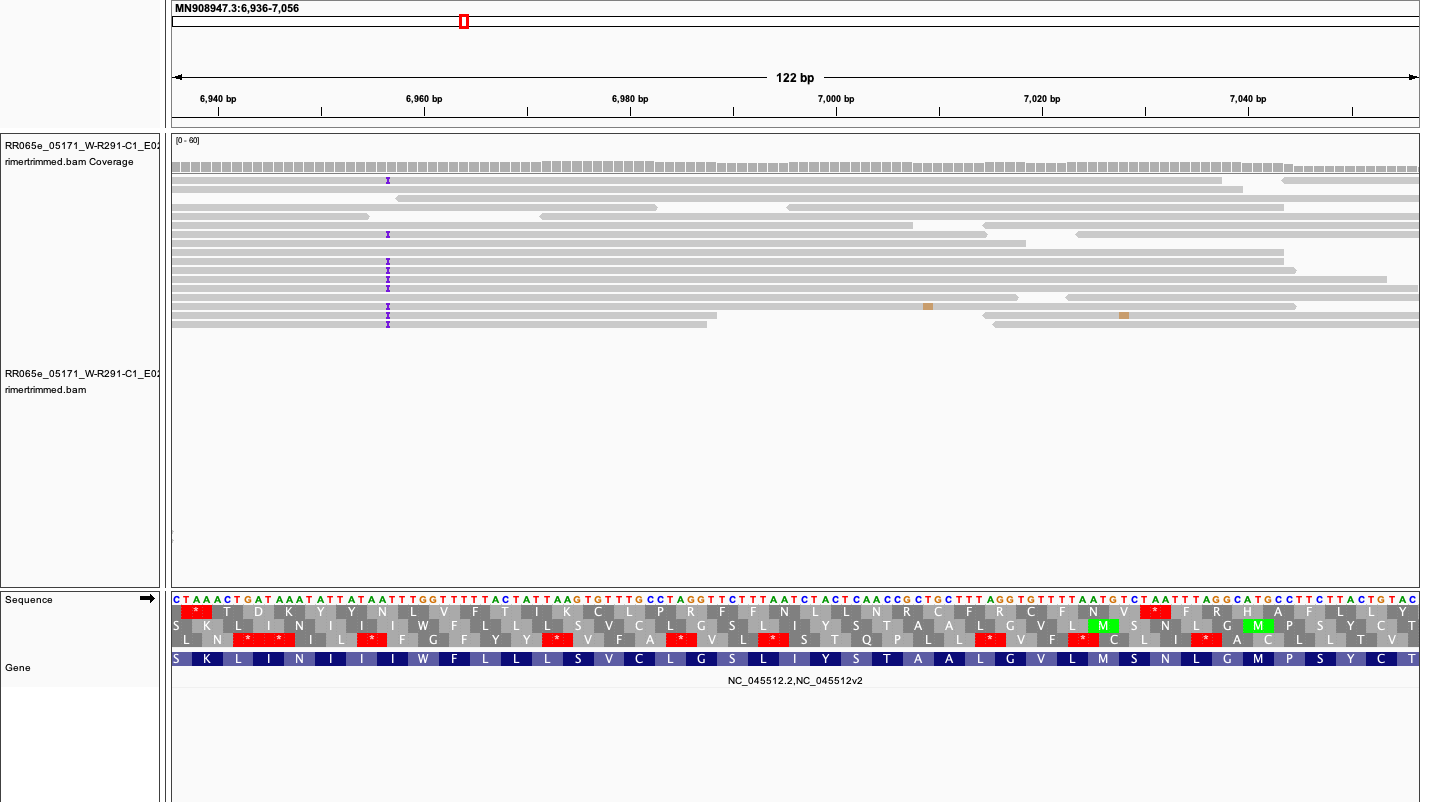 MN908947.3:6,936-7,056
122 bp
6,940 bp 6,960 bp 6,980 bp 7,000 bp 7,020 bp 7,040 bp
[0 - 60]
RR065e_05171_W-R291-C1_E02
rimertrimmed.bam Coverage
RR065e_05171_W-R291-C1_E02
rimertrimmed.bam
Sequence
CTAAACTGATAAATATTATAATTTGGTTTTTACTATTAAGTGTTTGCCTAGGTTCTTTAATCTACTCAACCGCTGCTTTAGGTGTTTTAATGTCTAATTTAGGCATGCCTTCTTACTGTAC
* T D K Y Y N L V F T I K C L P R F F N L L N R C F R C F N V * F R H A F L L Y
S K L I N I I I W F L L L S V C L G S L I Y S T A A L G V L M S N L G M P S Y C T
L N * * I L * F G F Y Y * V F A * V L * S T Q P L L * V F * C L I * A C L L T V
Gene
S K L I N I I I W F L L L S V C L G S L I Y S T A A L G V L M S N L G M P S Y C T
NC_045512.2,NC_045512v2